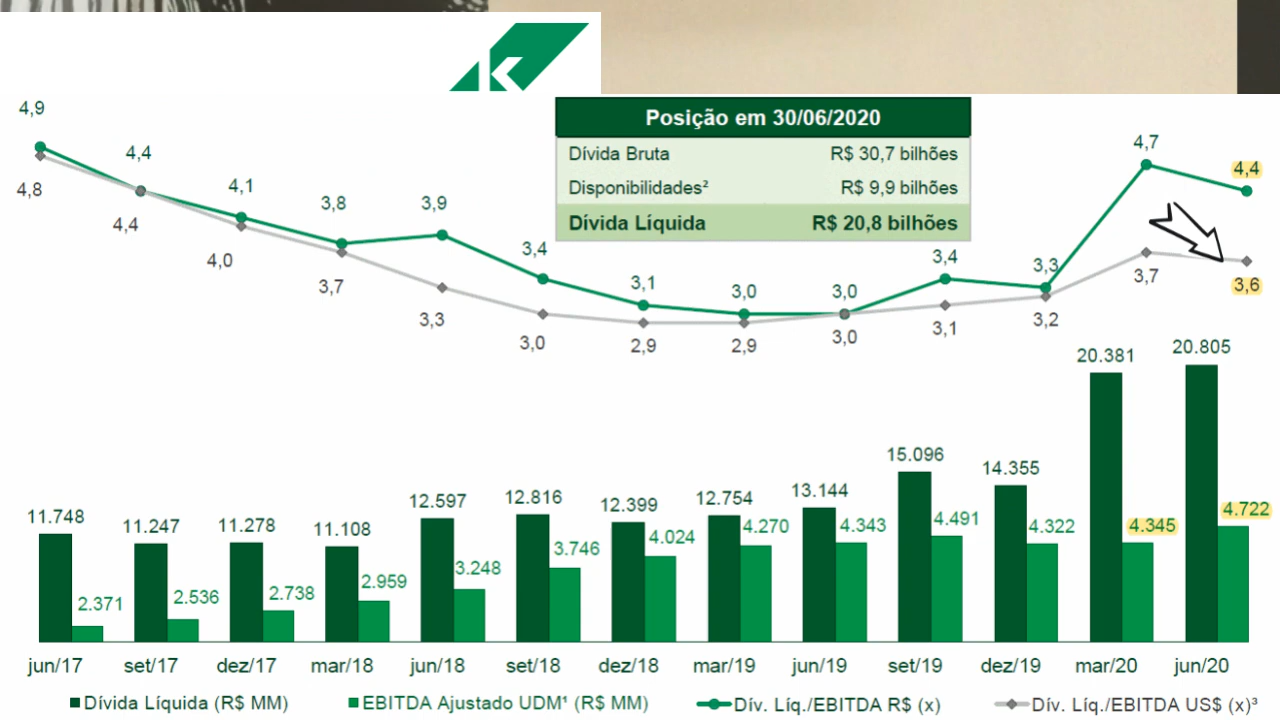 Posição em 30/06/2020
Dívida Bruta R$ 30,7 bilhões
Disponibilidades² R$ 9,9 bilhões
Dívida Líquida R$ 20,8 bilhões
4,9 4,4 4,1 3,8 3,9 3,4 3,1 3,0 3,0 3,4 3,3 4,7 4,4
4,8 4,4 4,0 3,7 3,3 3,0 2,9 2,9 3,0 3,1 3,2 3,7 3,6
11.748 11.247 11.278 11.108 12.597 12.816 12.399 12.754 13.144 15.096 14.355 20.381 20.805
2.371 2.536 2.738 2.959 3.248 3.746 4.024 4.270 4.343 4.491 4.322 4.345 4.722
jun/17 set/17 dez/17 mar/18 jun/18 set/18 dez/18 mar/19 jun/19 set/19 dez/19 mar/20 jun/20
Dívida Líquida (R$ MM) EBITDA Ajustado UDM¹ (R$ MM) Dív. Líq./EBITDA R$ (x) Dív. Líq./EBITDA US$ (x)³